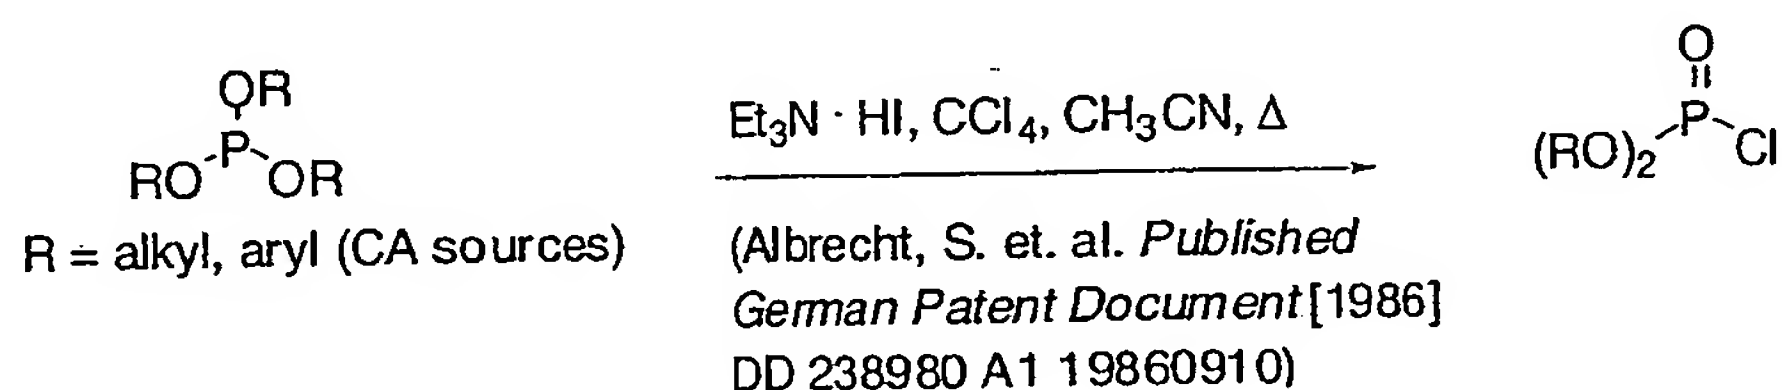 OR
RO P OR
R = alkyl, aryl (CA sources)
Et₃N · HI, CCl₄, CH₃CN, Δ
(Albrecht, S. et. al. Published
German Patent Document [1986]
DD 238980 A1 19860910)
O
(RO)₂ P Cl